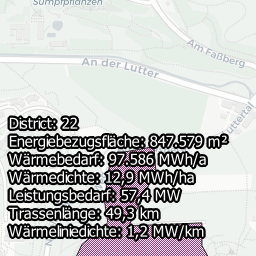 Sumpfpflanzen
Am Faßberg
An der Lutter
Luttertal
District: 22
Energiebezugsfläche: 847.579 m²
Wärmebedarf: 97.586 MWh/a
Wärmedichte: 12,9 MWh/ha
Leistungsbedarf: 57,4 MW
Trassenlänge: 49,3 km
Wärmeliniedichte: 1,2 MW/km